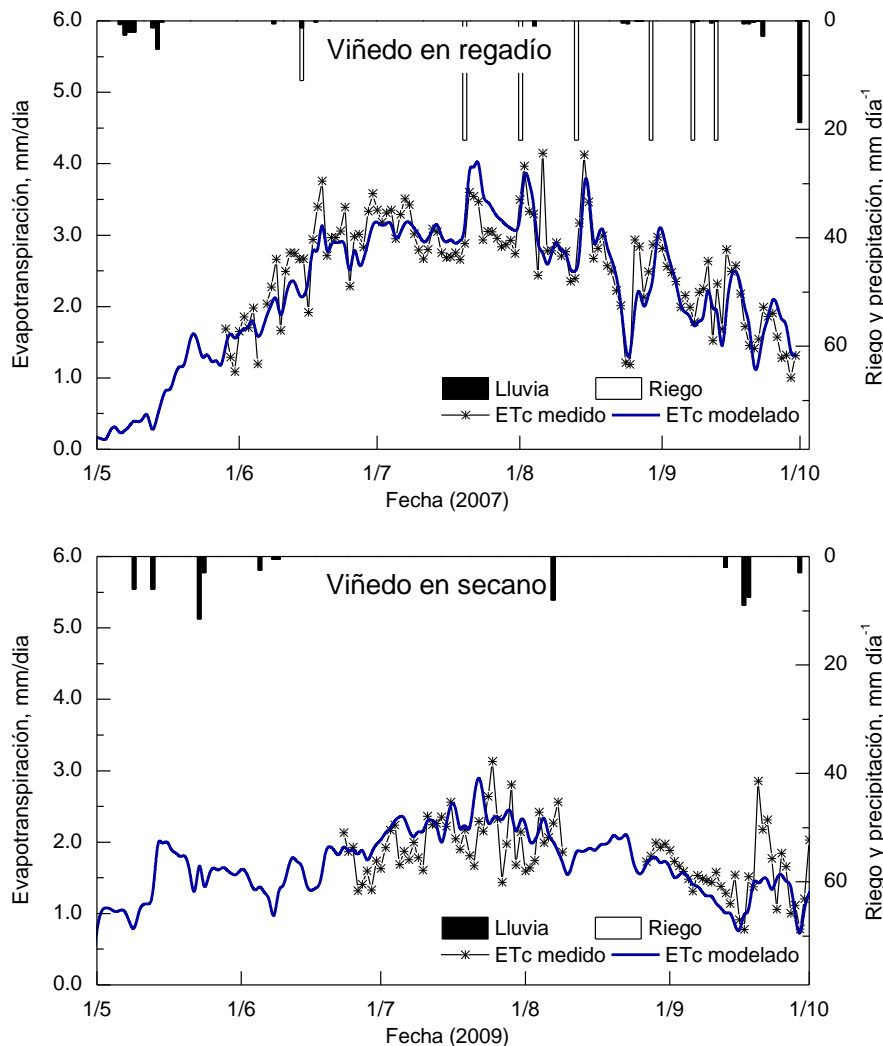 6.0
5.0
4.0
3.0
2.0
1.0
0.0
Evapotranspiración, mm/dia
Viñedo en regadío
0
20
40
60
Riego y precipitación, mm día-1
Lluvia Riego
ETc medido ETc modelado
1/5 1/6 1/7 1/8 1/9 1/10
Fecha (2007)
6.0
5.0
4.0
3.0
2.0
1.0
0.0
Evapotranspiración, mm/dia
Viñedo en secano
0
20
40
60
Riego y precipitación, mm día-1
Lluvia Riego
ETc medido ETc modelado
1/5 1/6 1/7 1/8 1/9 1/10
Fecha (2009)